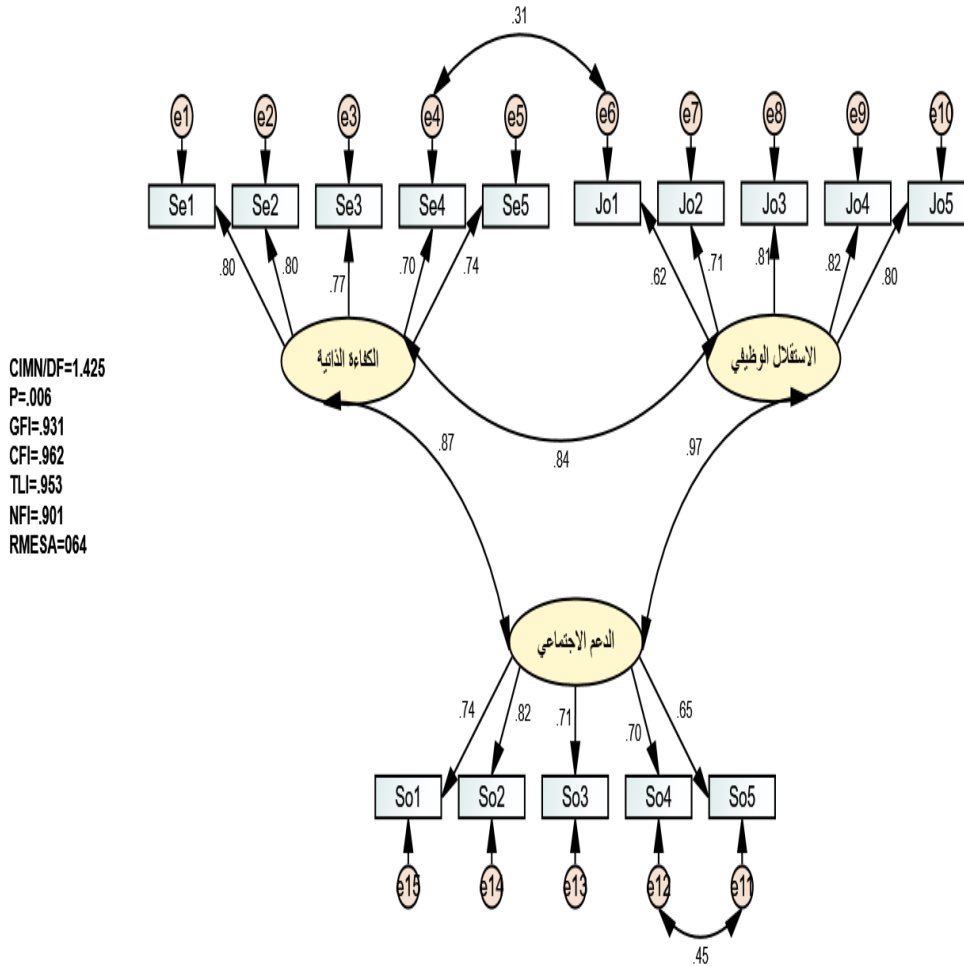 .31
e1 e2 e3 e4 e5 e6 e7 e8 e9 e10
Se1 Se2 Se3 Se4 Se5 Jo1 Jo2 Jo3 Jo4 Jo5
.80 .80 .77 .70 .74 .62 .71 .81 .82 .80
الكفاءة الذاتية
الاستقلال الوظيفي
CIMN/DF=1.425
P=.006
GFI=.931
CFI=.962
TLI=.953
NFI=.901
RMESA=064
.87 .84 .97
الدعم الاجتماعي
.74 .82 .71 .70 .65
So1 So2 So3 So4 So5
e15 e14 e13 e12 e11
.45